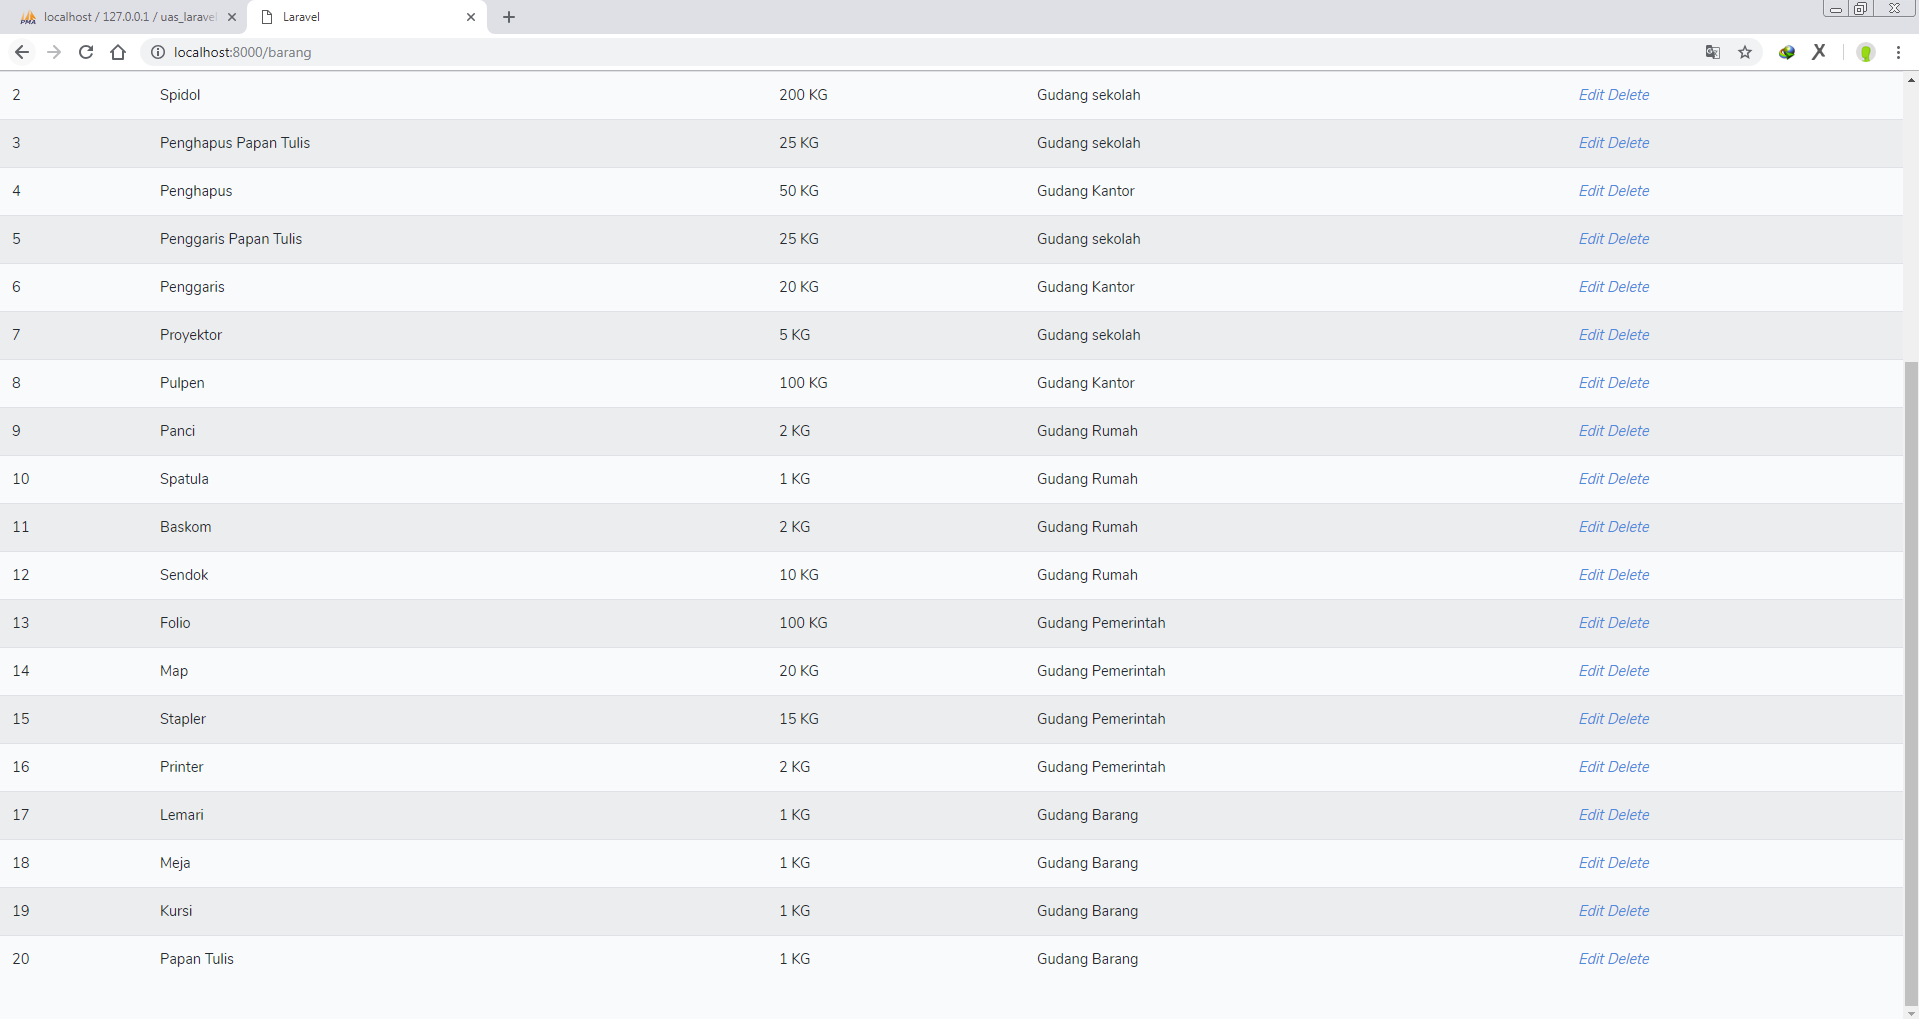 localhost / 127.0.0.1 / uas_laravel
Laravel
localhost:8000/barang
2 Spidol 200 KG Gudang sekolah Edit Delete
3 Penghapus Papan Tulis 25 KG Gudang sekolah Edit Delete
4 Penghapus 50 KG Gudang Kantor Edit Delete
5 Penggaris Papan Tulis 25 KG Gudang sekolah Edit Delete
6 Penggaris 20 KG Gudang Kantor Edit Delete
7 Proyektor 5 KG Gudang sekolah Edit Delete
8 Pulpen 100 KG Gudang Kantor Edit Delete
9 Panci 2 KG Gudang Rumah Edit Delete
10 Spatula 1 KG Gudang Rumah Edit Delete
11 Baskom 2 KG Gudang Rumah Edit Delete
12 Sendok 10 KG Gudang Rumah Edit Delete
13 Folio 100 KG Gudang Pemerintah Edit Delete
14 Map 20 KG Gudang Pemerintah Edit Delete
15 Stapler 15 KG Gudang Pemerintah Edit Delete
16 Printer 2 KG Gudang Pemerintah Edit Delete
17 Lemari 1 KG Gudang Barang Edit Delete
18 Meja 1 KG Gudang Barang Edit Delete
19 Kursi 1 KG Gudang Barang Edit Delete
20 Papan Tulis 1 KG Gudang Barang Edit Delete